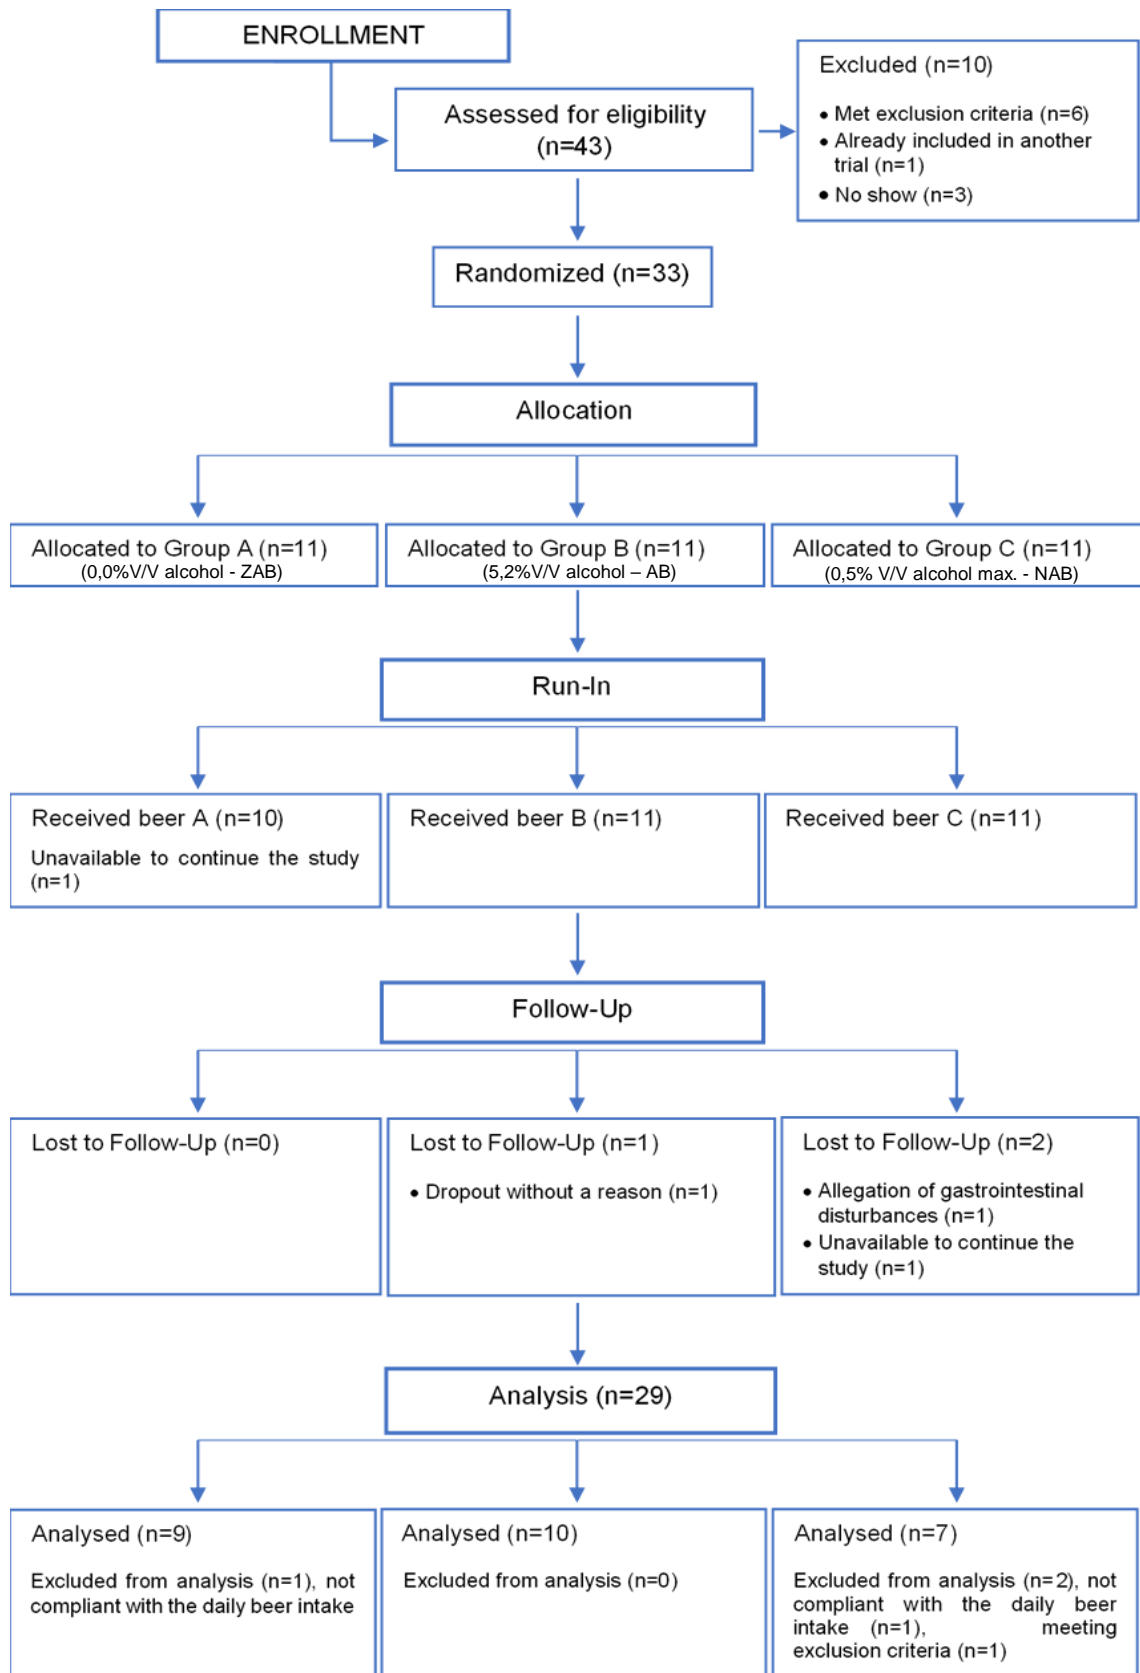 ENROLLMENT
Assessed for eligibility
(n=43)
Excluded (n=10)
• Met exclusion criteria (n=6)
• Already included in another
trial (n=1)
• No show (n=3)
Randomized (n=33)
Allocation
Allocated to Group A (n=11)
(0,0%V/V alcohol - ZAB)
Allocated to Group B (n=11)
(5,2%V/V alcohol – AB)
Allocated to Group C (n=11)
(0,5% V/V alcohol max. - NAB)
Run-In
Received beer A (n=10)
Unavailable to continue the study
(n=1)
Received beer B (n=11)
Received beer C (n=11)
Follow-Up
Lost to Follow-Up (n=0)
Lost to Follow-Up (n=1)
• Dropout without a reason (n=1)
Lost to Follow-Up (n=2)
• Allegation of gastrointestinal
disturbances (n=1)
• Unavailable to continue the
study (n=1)
Analysis (n=29)
Analysed (n=9)
Excluded from analysis (n=1), not
compliant with the daily beer intake
Analysed (n=10)
Excluded from analysis (n=0)
Analysed (n=7)
Excluded from analysis (n=2), not
compliant with the daily beer
intake (n=1), meeting
exclusion criteria (n=1)